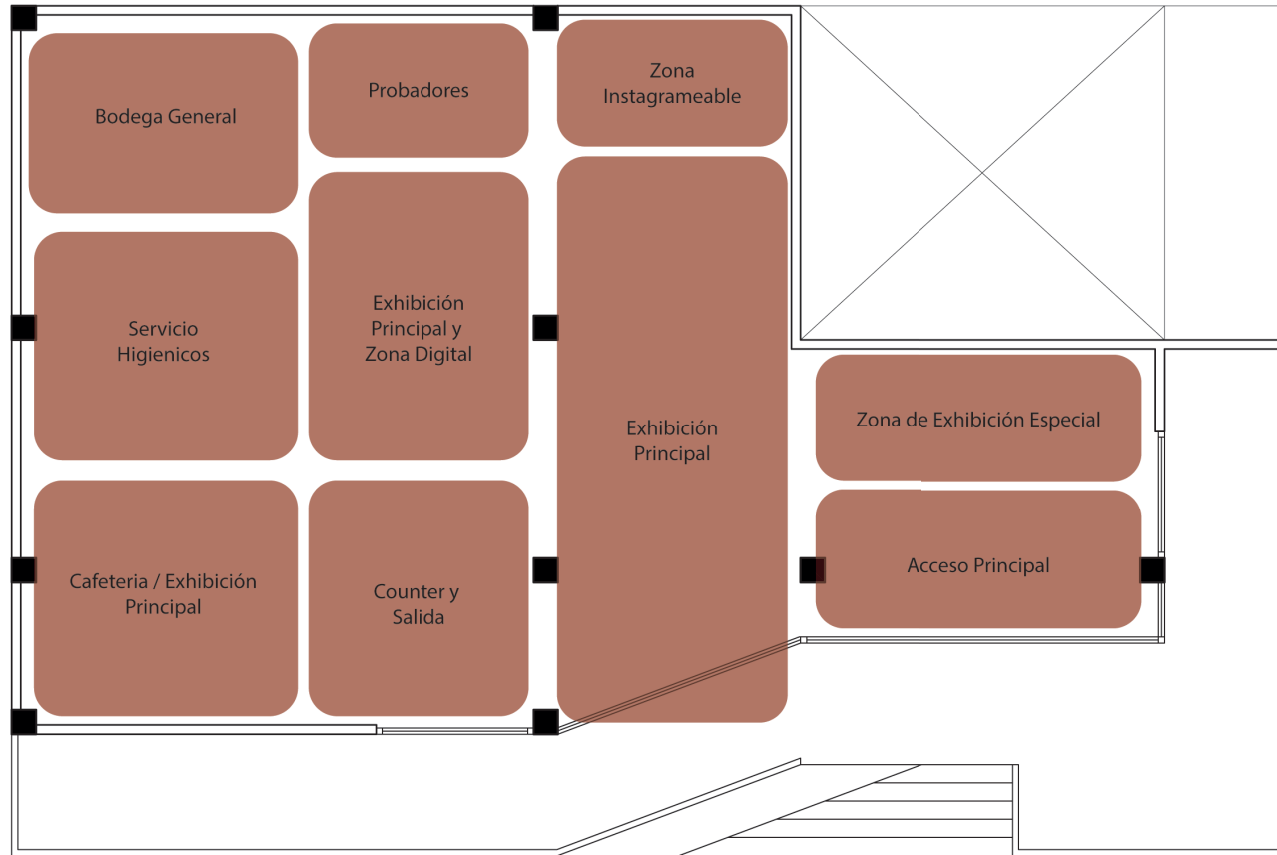 Bodega General
Probadores
Zona
Instagrameable
Servicio
Higienicos
Exhibición
Principal y
Zona Digital
Exhibición
Principal
Zona de Exhibición Especial
Acceso Principal
Cafeteria / Exhibición
Principal
Counter y
Salida